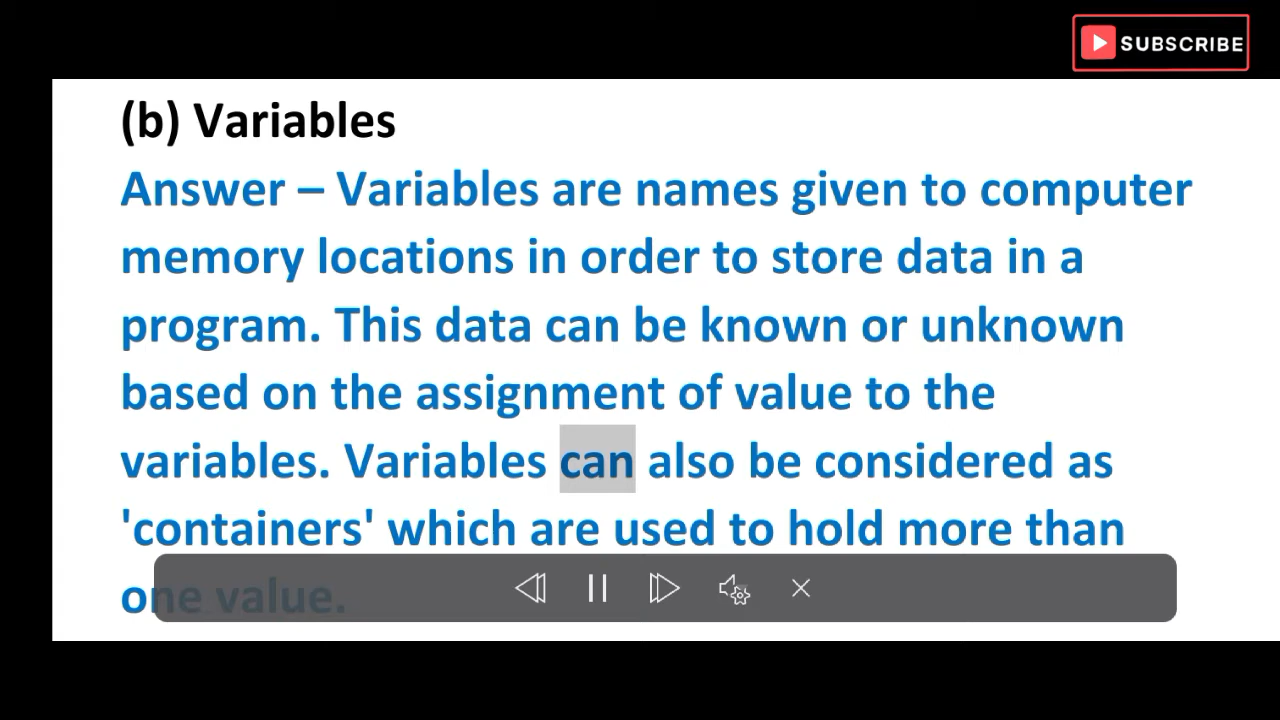 SUBSCRIBE
(b) Variables
Answer – Variables are names given to computer
memory locations in order to store data in a
program. This data can be known or unknown
based on the assignment of value to the
variables. Variables can also be considered as
'containers' which are used to hold more than
one value.